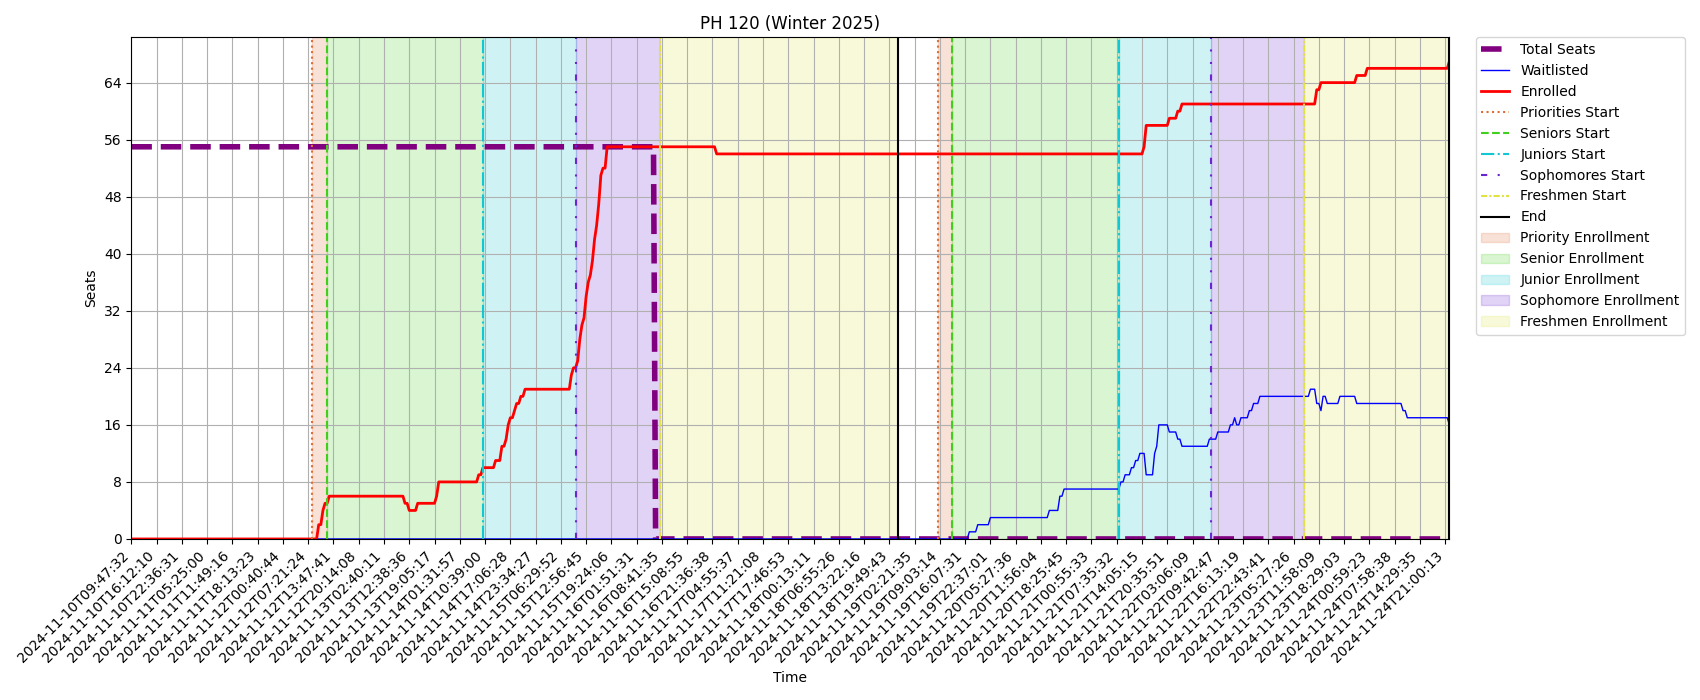 PH 120 (Winter 2025)
Seats
64
56
48
40
32
24
16
8
0
2024-11-10T09:47:32
2024-11-10T16:12:10
2024-11-10T22:36:31
2024-11-11T05:25:00
2024-11-11T11:49:16
2024-11-11T18:13:23
2024-11-12T00:40:44
2024-11-12T07:21:24
2024-11-12T13:47:41
2024-11-12T20:14:08
2024-11-13T02:40:11
2024-11-13T12:38:36
2024-11-13T19:05:17
2024-11-14T01:31:57
2024-11-14T10:39:00
2024-11-14T17:06:28
2024-11-14T23:34:27
2024-11-15T06:29:52
2024-11-15T12:56:45
2024-11-15T19:24:06
2024-11-16T01:51:31
2024-11-16T08:41:35
2024-11-16T15:08:55
2024-11-16T21:36:38
2024-11-17T04:55:37
2024-11-17T11:21:08
2024-11-17T17:46:53
2024-11-18T00:13:11
2024-11-18T06:55:26
2024-11-18T13:22:16
2024-11-18T19:49:43
2024-11-19T02:21:35
2024-11-19T09:03:14
2024-11-19T16:07:31
2024-11-19T22:37:01
2024-11-20T05:27:36
2024-11-20T11:56:04
2024-11-20T18:25:45
2024-11-21T00:55:33
2024-11-21T07:35:32
2024-11-21T14:05:15
2024-11-21T20:35:51
2024-11-22T03:06:09
2024-11-22T09:42:47
2024-11-22T16:13:19
2024-11-22T22:43:41
2024-11-23T05:27:26
2024-11-23T11:58:09
2024-11-23T18:29:03
2024-11-24T00:59:23
2024-11-24T07:58:38
2024-11-24T14:29:35
2024-11-24T21:00:13
Time
Total Seats
Waitlisted
Enrolled
Priorities Start
Seniors Start
Juniors Start
Sophomores Start
Freshmen Start
End
Priority Enrollment
Senior Enrollment
Junior Enrollment
Sophomore Enrollment
Freshmen Enrollment